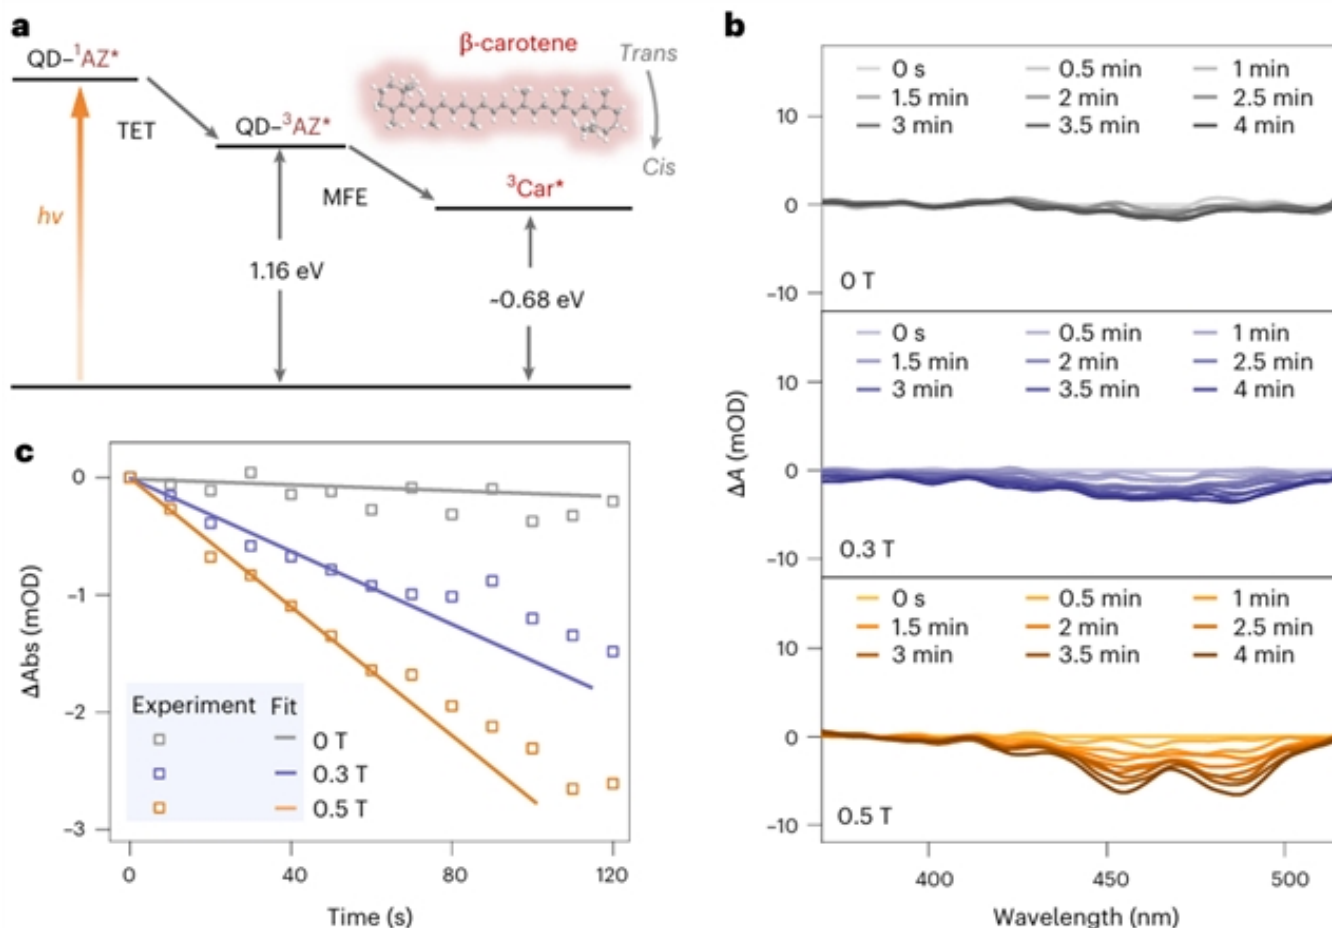 a
β-carotene
Trans
Cis
QD–¹AZ*
TET
QD–³AZ*
MFE
³Car*
hν
1.16 eV
~0.68 eV
b
0 s 0.5 min 1 min
1.5 min 2 min 2.5 min
3 min 3.5 min 4 min
10
0
−10
0 T
0 s 0.5 min 1 min
1.5 min 2 min 2.5 min
3 min 3.5 min 4 min
10
0
−10
0.3 T
0 s 0.5 min 1 min
1.5 min 2 min 2.5 min
3 min 3.5 min 4 min
10
0
−10
0.5 T
ΔA (mOD)
400 450 500
Wavelength (nm)
c
0
−1
−2
−3
ΔAbs (mOD)
Experiment Fit
0 T
0.3 T
0.5 T
0 40 80 120
Time (s)